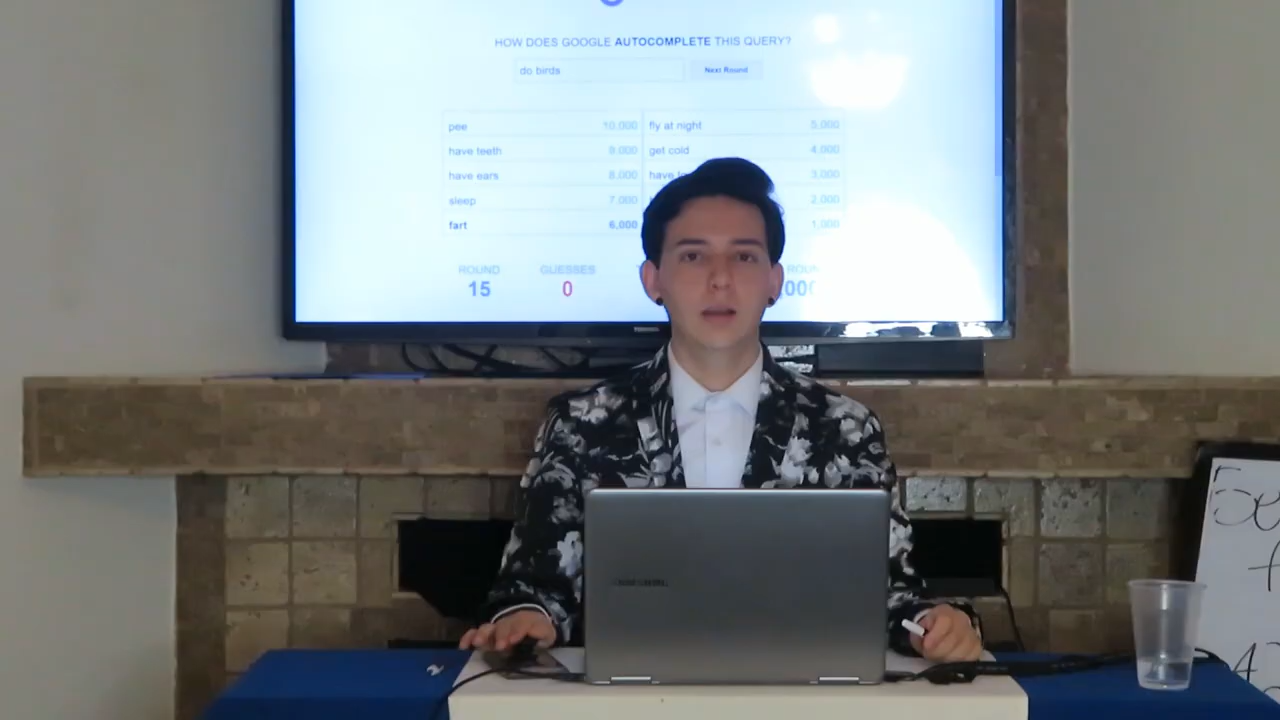 HOW DOES GOOGLE AUTOCOMPLETE THIS QUERY?
do birds Next Round
pee 10,000 fly at night 5,000
have teeth 9,000 get cold 4,000
have ears 8,000 have 3,000
sleep 7,000 2,000
fart 6,000 1,000
ROUND GUESSES
15 0